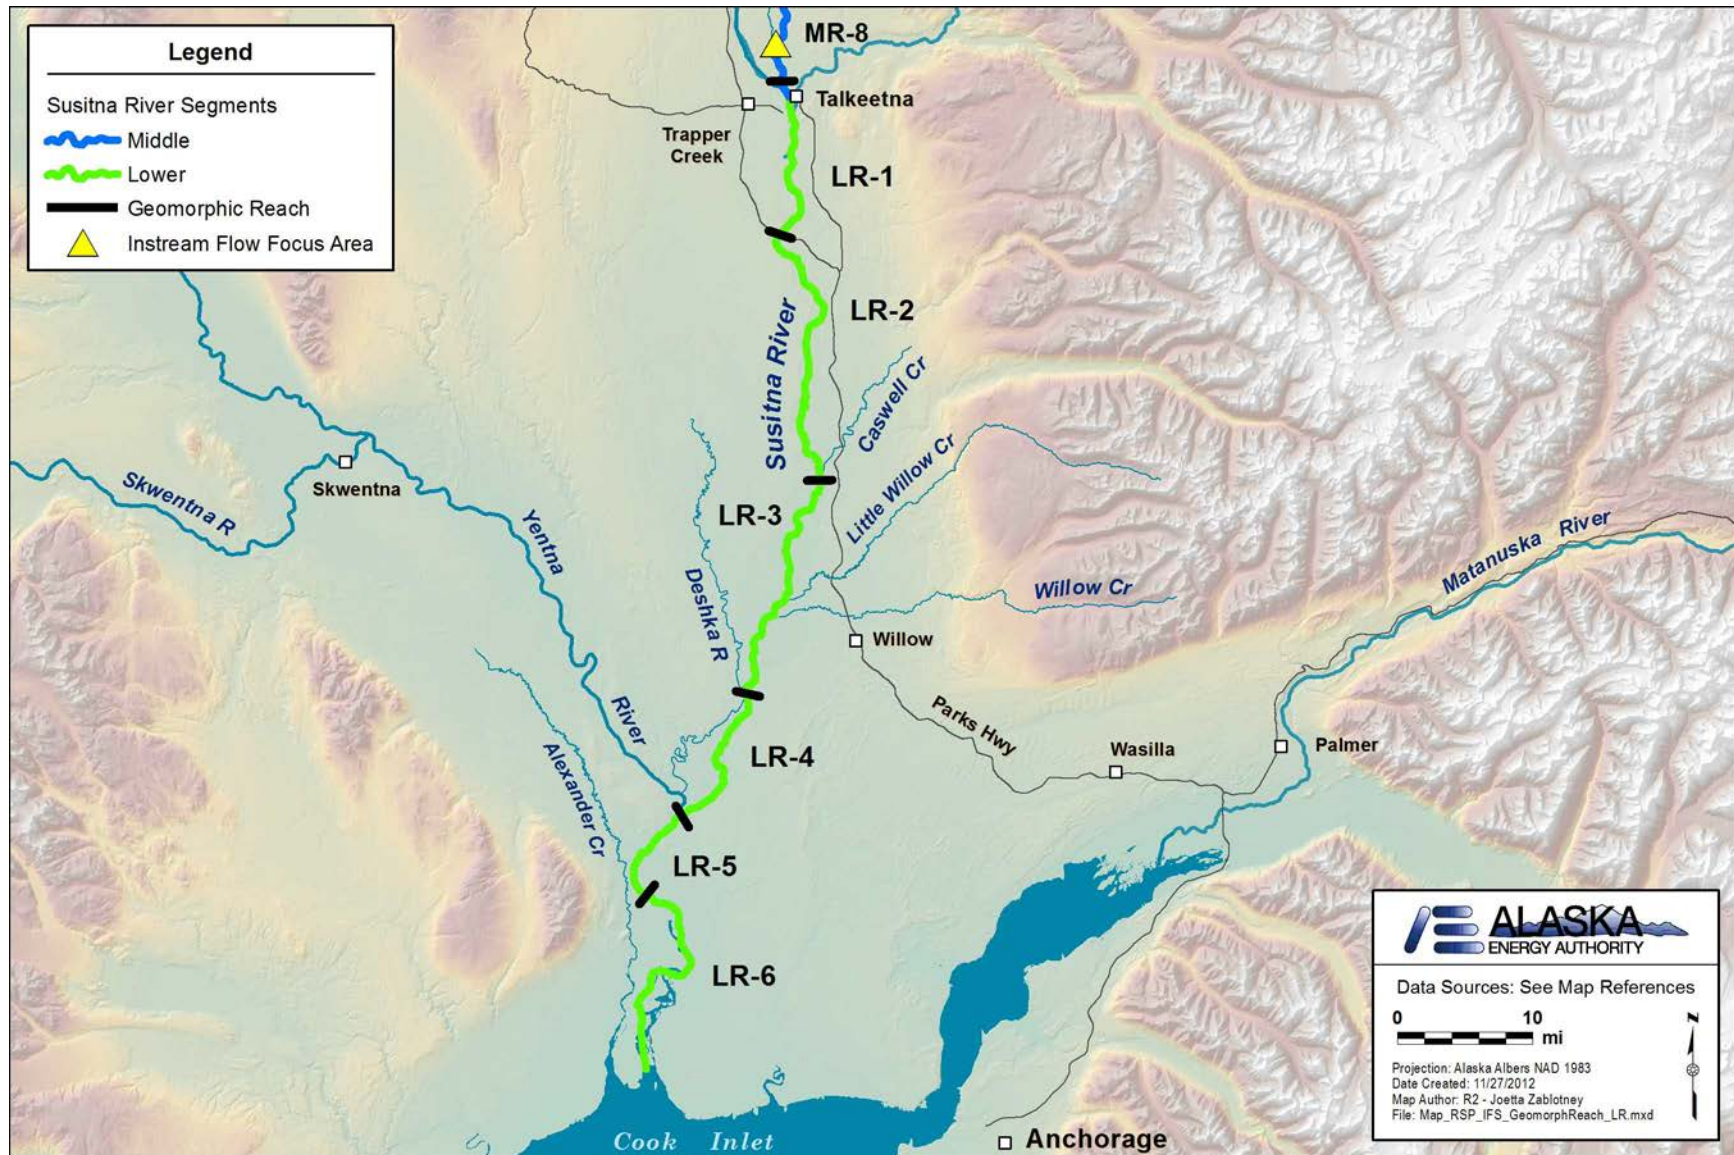 Legend
Susitna River Segments
Middle
Lower
Geomorphic Reach
Instream Flow Focus Area
MR-8
Talkeetna
Trapper
Creek
LR-1
LR-2
Susitna River
Caswell Cr
Little Willow Cr
Skwentna
Skwentna R
Yentna
River
LR-3
Deshka R
Willow Cr
Matanuska River
Willow
Parks Hwy
Wasilla
Palmer
Alexander Cr
LR-4
LR-5
LR-6
Cook Inlet
Anchorage
ALASKA
ENERGY AUTHORITY
Data Sources: See Map References
0 10
mi
N
Projection: Alaska Albers NAD 1983
Date Created: 11/27/2012
Map Author: R2 - Joetta Zablotney
File: Map_RSP_IFS_GeomorphReach_LR.mxd